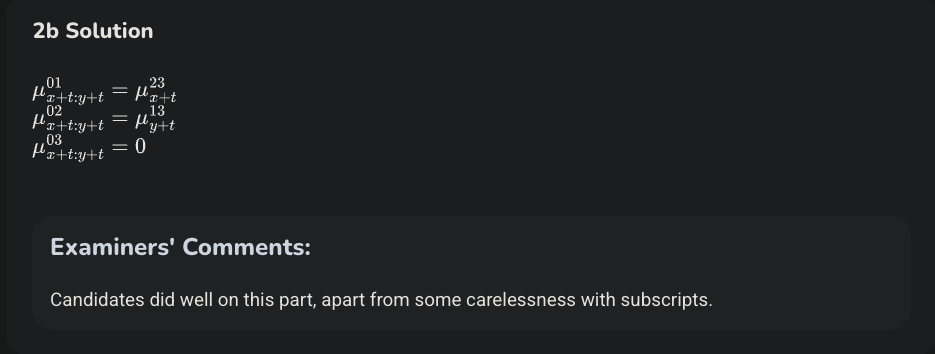 2b Solution
$\mu^{01}_{x+t:y+t} = \mu^{23}_{x+t}$
$\mu^{02}_{x+t:y+t} = \mu^{13}_{y+t}$
$\mu^{03}_{x+t:y+t} = 0$
Examiners' Comments:
Candidates did well on this part, apart from some carelessness with subscripts.